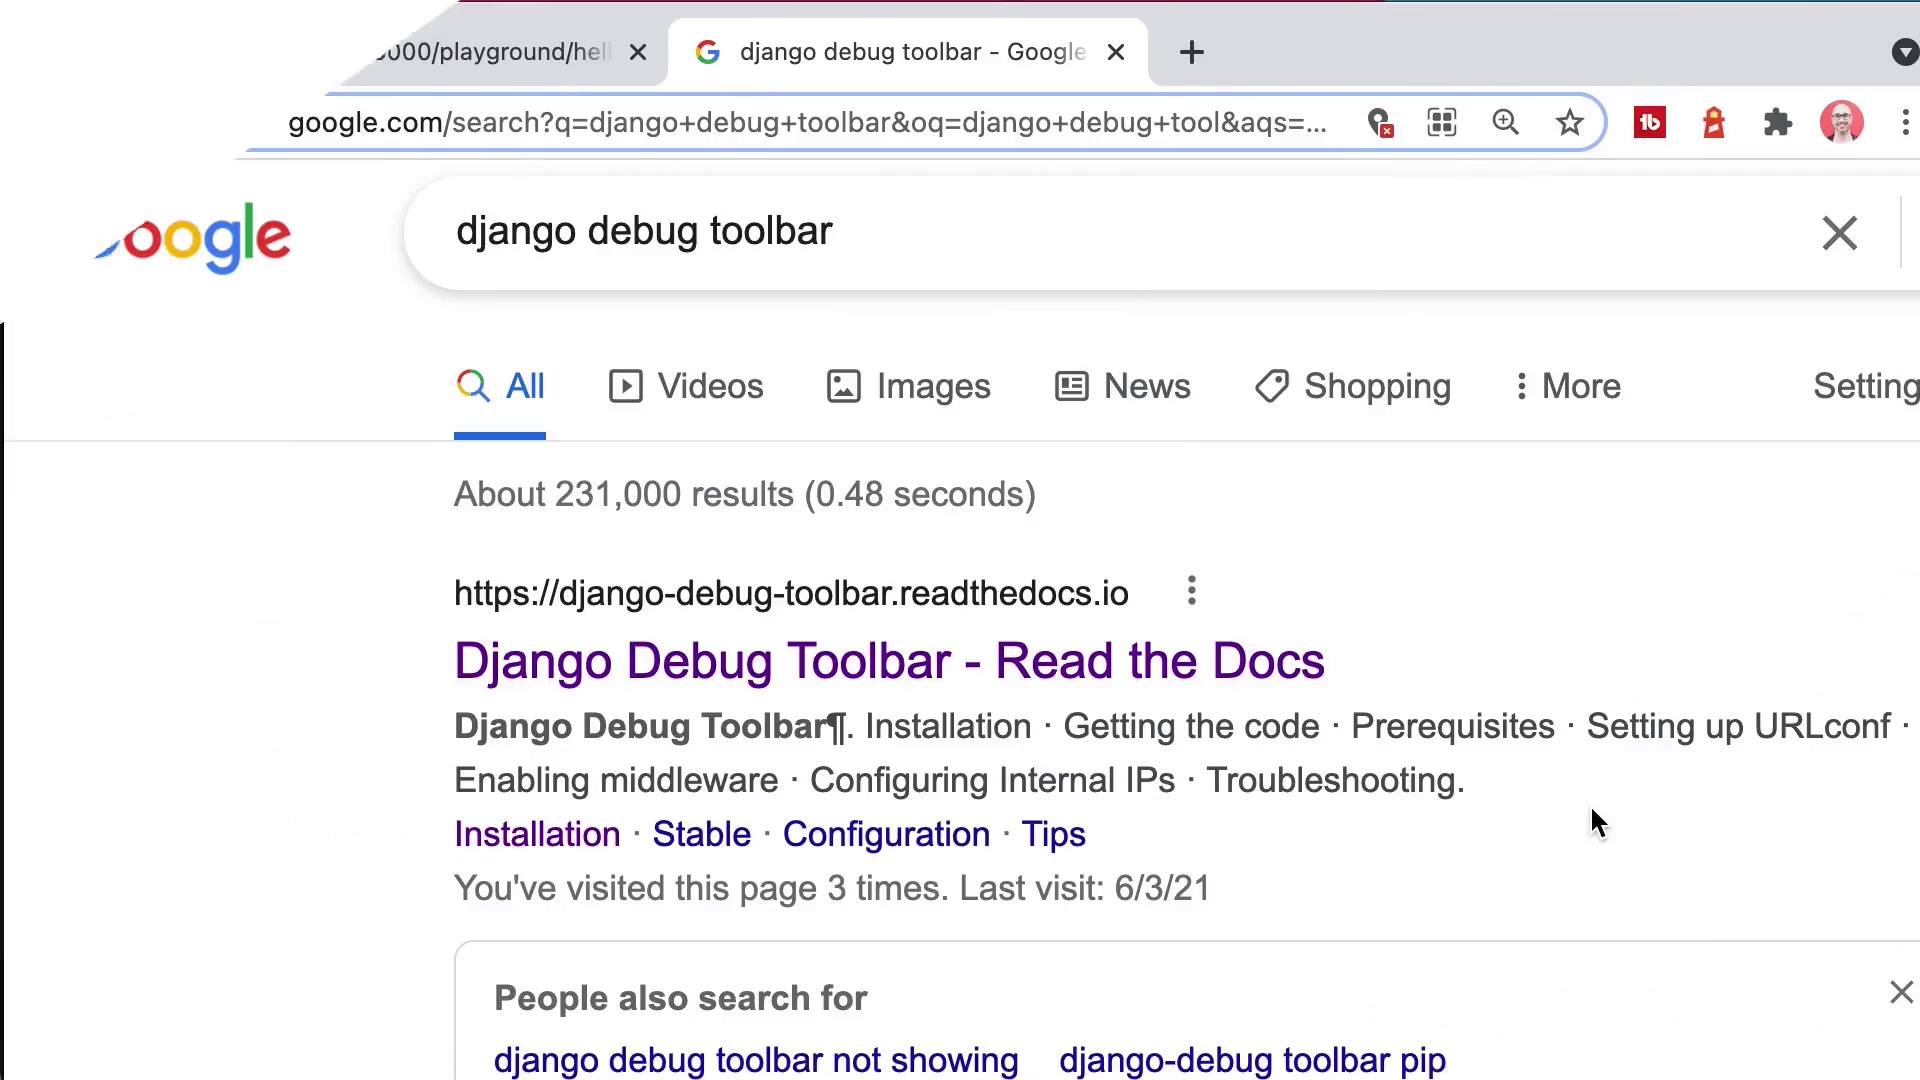 000/playground/hell
django debug toolbar - Google
google.com/search?q=django+debug+toolbar&oq=django+debug+tool&aqs=...
tb
oogle
django debug toolbar
All
Videos
Images
News
Shopping
More
Setting
About 231,000 results (0.48 seconds)
https://django-debug-toolbar.readthedocs.io
Django Debug Toolbar - Read the Docs
Django Debug Toolbar¶. Installation · Getting the code · Prerequisites · Setting up URLconf ·
Enabling middleware · Configuring Internal IPs · Troubleshooting.
Installation · Stable · Configuration · Tips
You've visited this page 3 times. Last visit: 6/3/21
People also search for
django debug toolbar not showing
django-debug toolbar pip